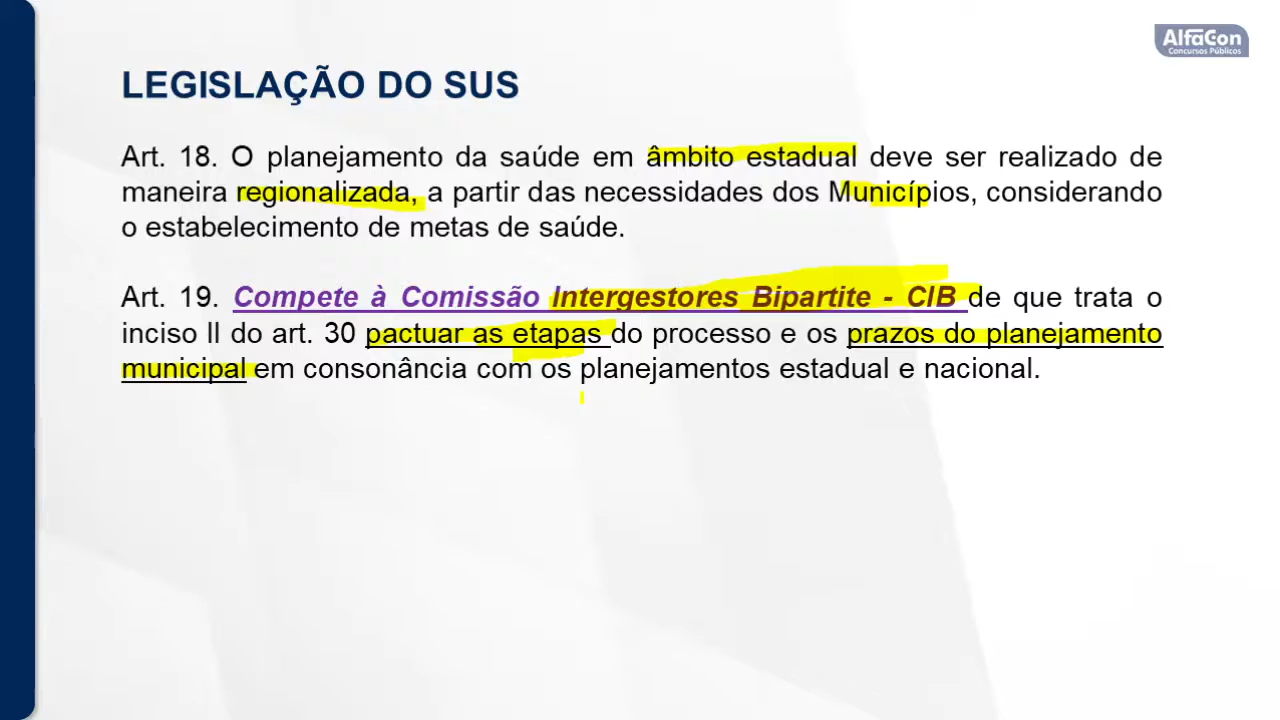 AlfaCon
Concursos Públicos
LEGISLAÇÃO DO SUS
Art. 18. O planejamento da saúde em âmbito estadual deve ser realizado de
maneira regionalizada, a partir das necessidades dos Municípios, considerando
o estabelecimento de metas de saúde.
Art. 19. Compete à Comissão Intergestores Bipartite - CIB de que trata o
inciso II do art. 30 pactuar as etapas do processo e os prazos do planejamento
municipal em consonância com os planejamentos estadual e nacional.